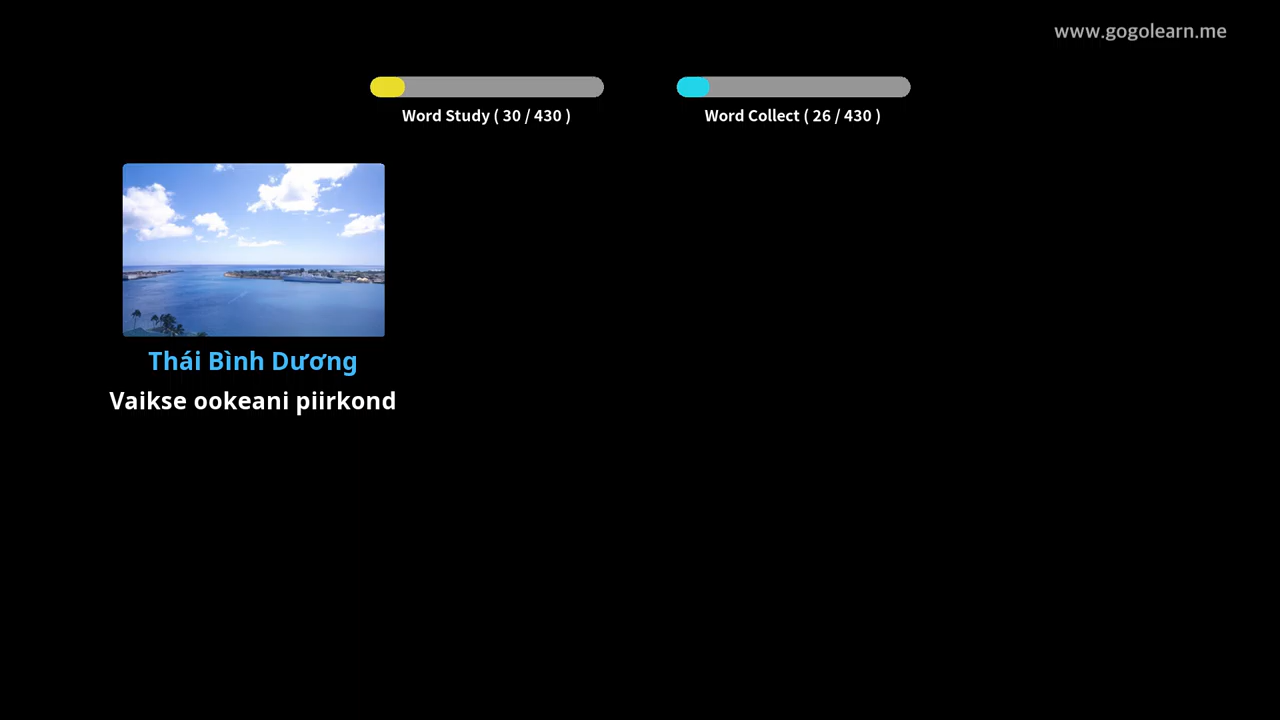 www.gogolearn.me
Word Study ( 30 / 430 )
Word Collect ( 26 / 430 )
Thái Bình Dương
Vaikse ookeani piirkond